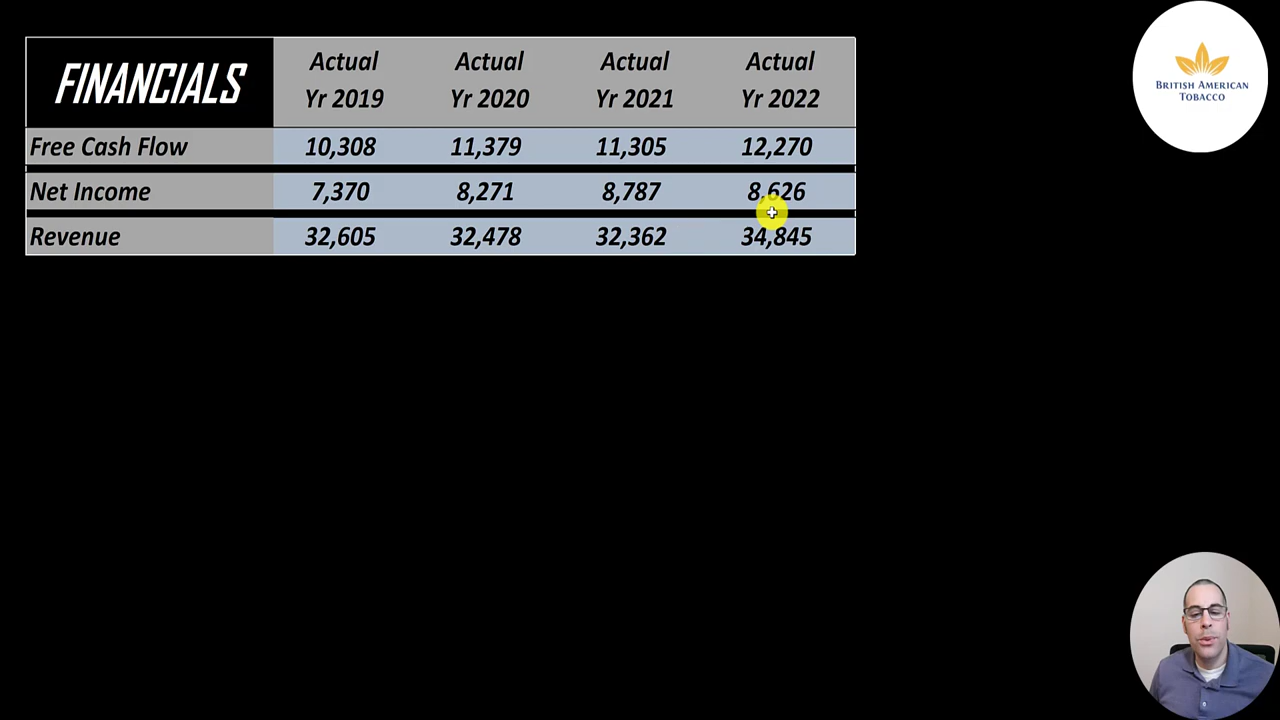 FINANCIALS
Actual Actual Actual Actual
Yr 2019 Yr 2020 Yr 2021 Yr 2022
Free Cash Flow 10,308 11,379 11,305 12,270
Net Income 7,370 8,271 8,787 8,626
Revenue 32,605 32,478 32,362 34,845
BRITISH AMERICAN
TOBACCO